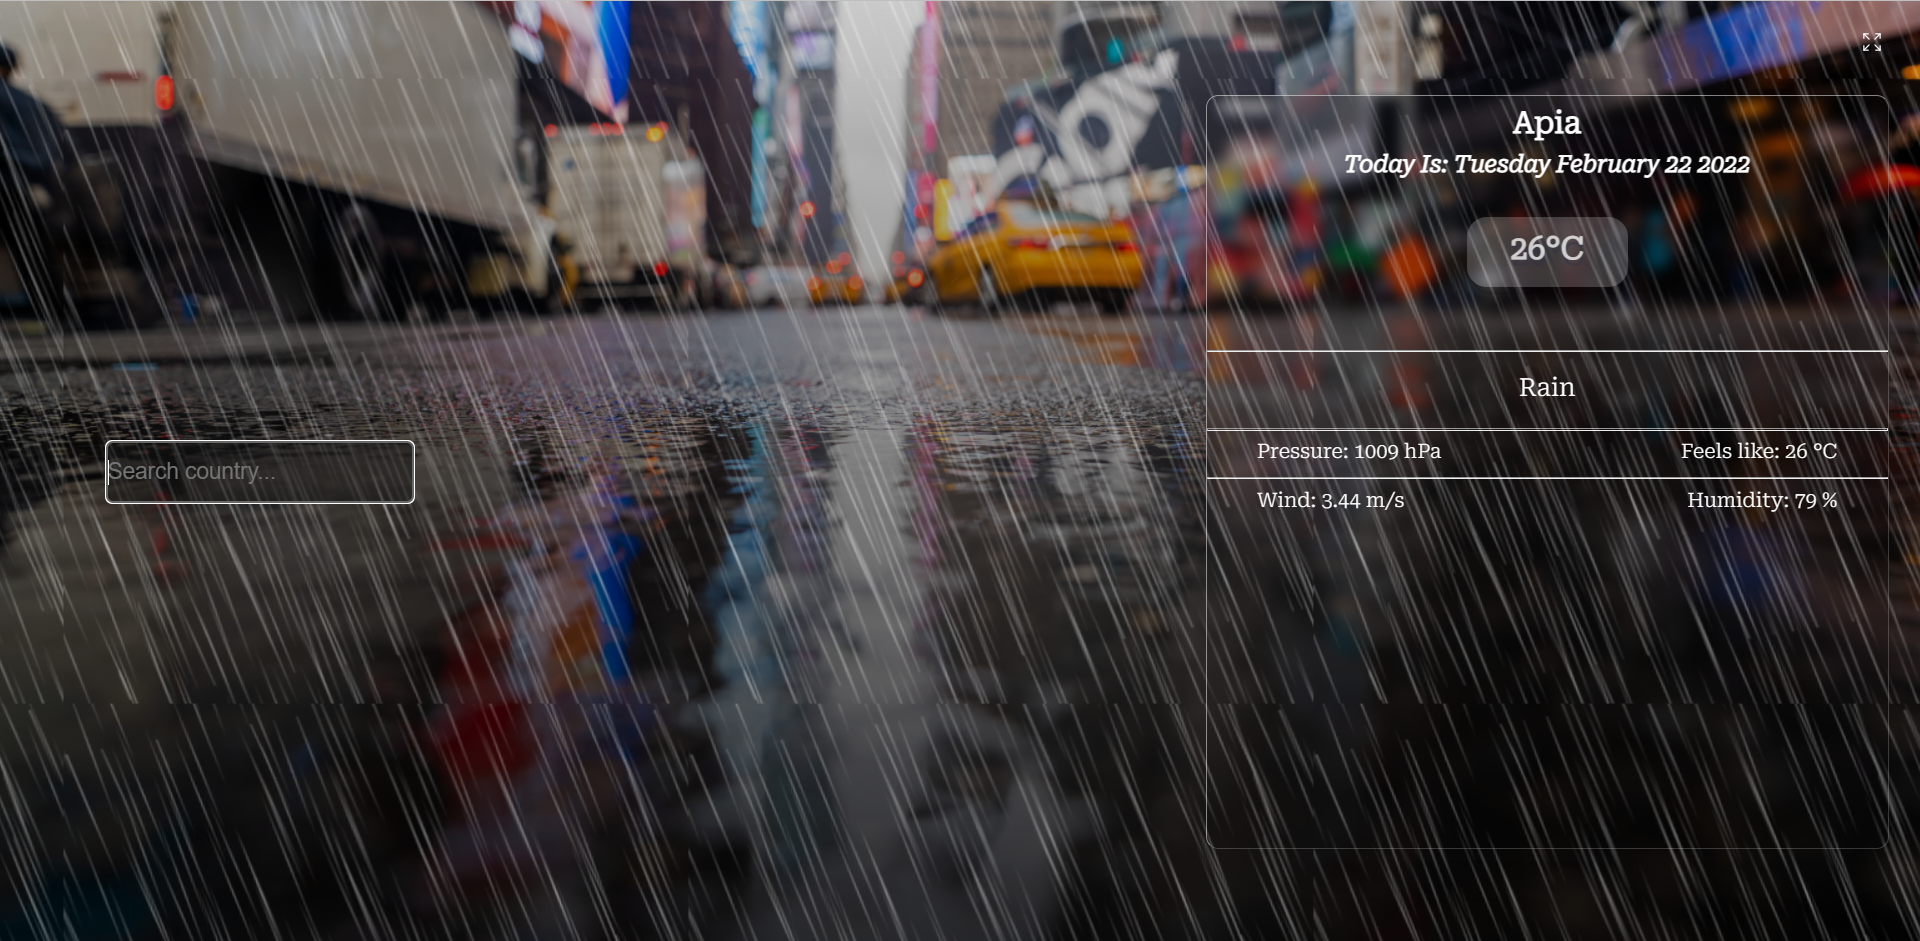 Apia
Today Is: Tuesday February 22 2022
26°C
Rain
Search country...
Pressure: 1009 hPa
Feels like: 26 °C
Wind: 3.44 m/s
Humidity: 79 %